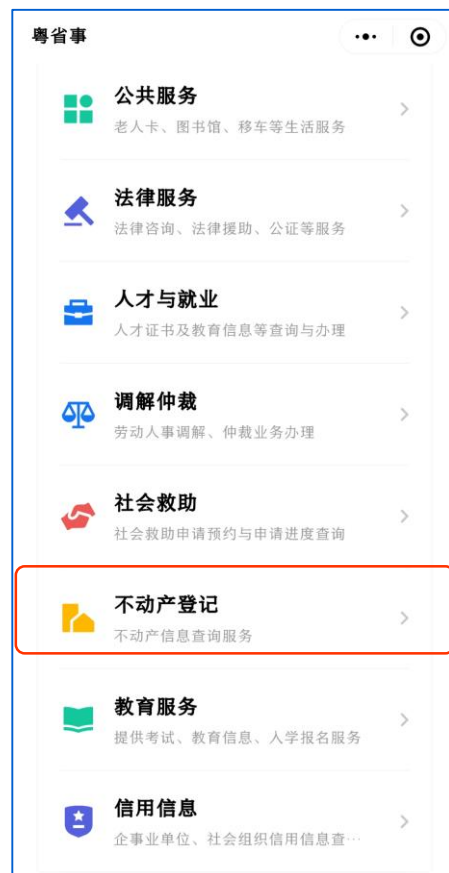 粤省事
公共服务
老人卡、图书馆、移车等生活服务
法律服务
法律咨询、法律援助、公证等服务
人才与就业
人才证书及教育信息等查询与办理
调解仲裁
劳动人事调解、仲裁业务办理
社会救助
社会救助申请预约与申请进度查询
不动产登记
不动产信息查询服务
教育服务
提供考试、教育信息、入学报名服务
信用信息
企事业单位、社会组织信用信息查…